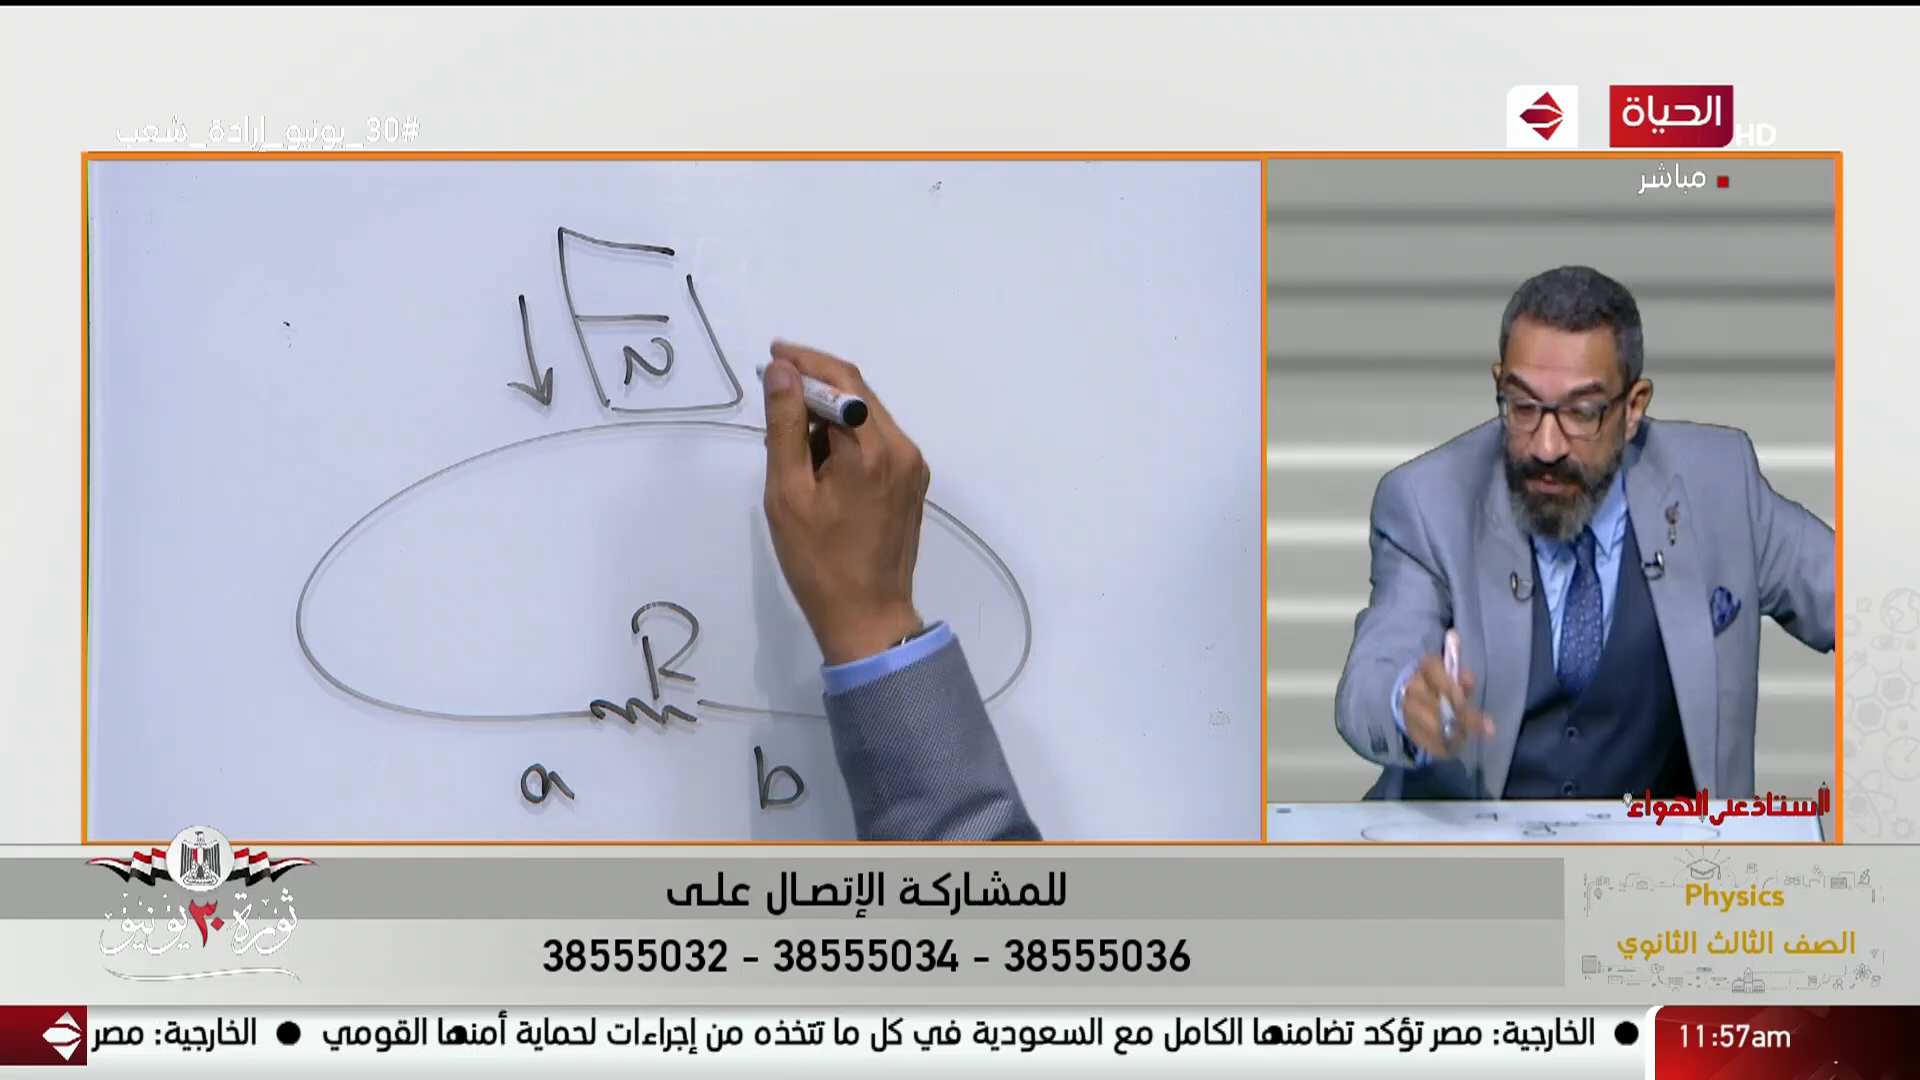 الحياة
HD
#30_يونيو_إرادة_شعب
مباشر
N
R
a
b
أستاذ على الهواء
للمشاركة الإتصال على
38555032 - 38555034 - 38555036
Physics
الصف الثالث الثانوي
ثورة ٣٠ يونيو
الخارجية: مصر تؤكد تضامنها الكامل مع السعودية في كل ما تتخذه من إجراءات لحماية أمنها القومي ● الخارجية: مصر
11:57am